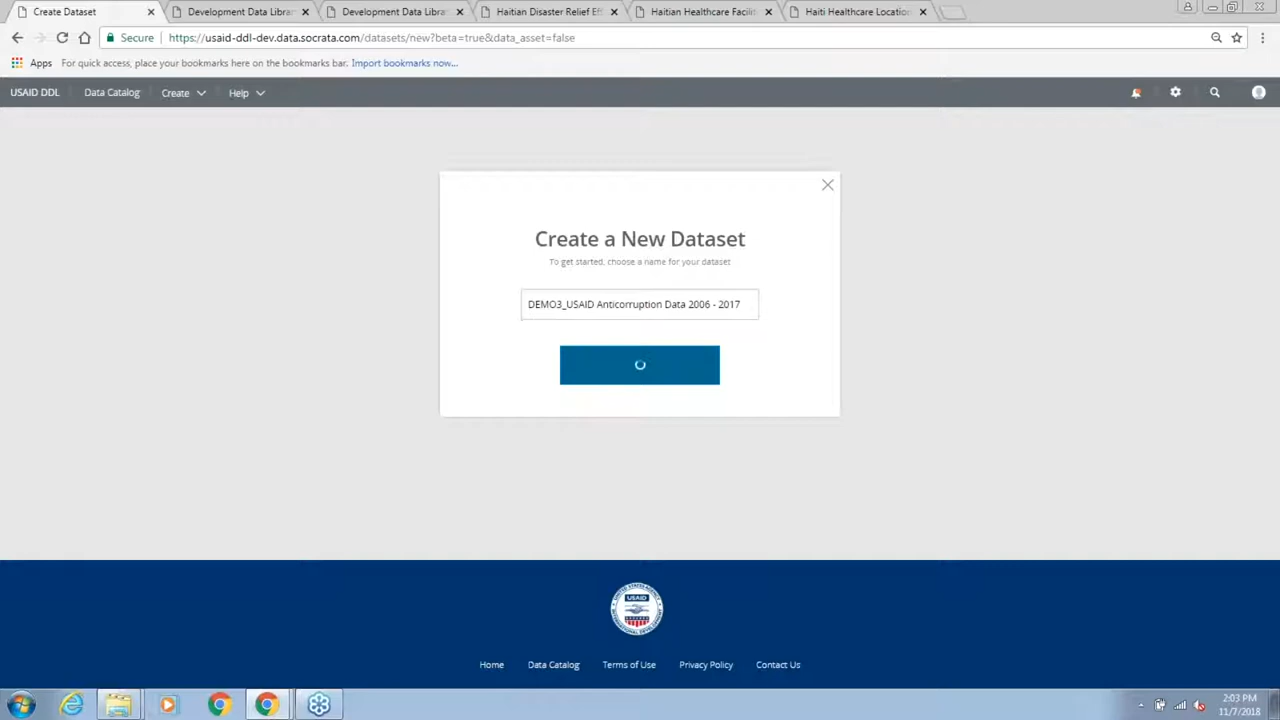 Create Dataset
Development Data Librar
Development Data Libra
Haitian Disaster Relief Eff
Haitian Healthcare Facilit
Haiti Healthcare Location
Secure https://usaid-ddl-dev.data.socrata.com/datasets/new?beta=true&data_asset=false
Apps For quick access, place your bookmarks here on the bookmarks bar. Import bookmarks now...
USAID DDL Data Catalog Create Help
Create a New Dataset
To get started, choose a name for your dataset
DEMO3_USAID Anticorruption Data 2006 - 2017
USAID
Home Data Catalog Terms of Use Privacy Policy Contact Us
2:03 PM
11/7/2018